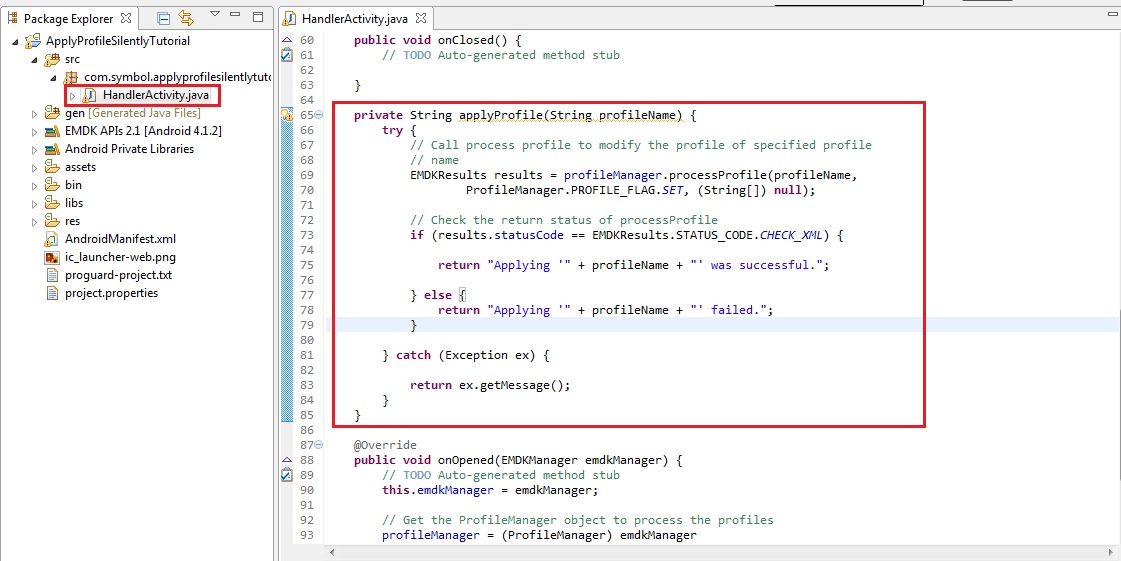 Package Explorer
ApplyProfileSilentlyTutorial
src
com.symbol.applyprofilesilentlytuto
HandlerActivity.java
gen [Generated Java Files]
EMDK APIs 2.1 [Android 4.1.2]
Android Private Libraries
assets
bin
libs
res
AndroidManifest.xml
ic_launcher-web.png
proguard-project.txt
project.properties
HandlerActivity.java
60 public void onClosed() {
61 // TODO Auto-generated method stub
62
63 }
64
65 private String applyProfile(String profileName) {
66 try {
67 // Call process profile to modify the profile of specified profile
68 // name
69 EMDKResults results = profileManager.processProfile(profileName,
70 ProfileManager.PROFILE_FLAG.SET, (String[]) null);
71
72 // Check the return status of processProfile
73 if (results.statusCode == EMDKResults.STATUS_CODE.CHECK_XML) {
74
75 return "Applying '" + profileName + "' was successful.";
76
77 } else {
78 return "Applying '" + profileName + "' failed.";
79 }
80
81 } catch (Exception ex) {
82
83 return ex.getMessage();
84 }
85 }
86
87 @Override
88 public void onOpened(EMDKManager emdkManager) {
89 // TODO Auto-generated method stub
90 this.emdkManager = emdkManager;
91
92 // Get the ProfileManager object to process the profiles
93 profileManager = (ProfileManager) emdkManager